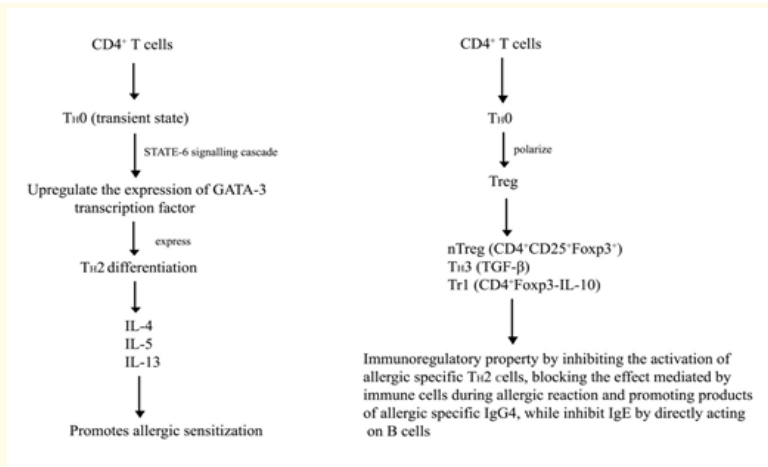 CD4⁺ T cells
TH0 (transient state)
STATE-6 signalling cascade
Upregulate the expression of GATA-3
transcription factor
express
TH2 differentiation
IL-4
IL-5
IL-13
Promotes allergic sensitization
CD4⁺ T cells
TH0
polarize
Treg
nTreg (CD4⁺CD25⁺Foxp3⁺)
TH3 (TGF-β)
Tr1 (CD4⁺Foxp3-IL-10)
Immunoregulatory property by inhibiting the activation of
allergic specific TH2 cells, blocking the effect mediated by
immune cells during allergic reaction and promoting products
of allergic specific IgG4, while inhibit IgE by directly acting
on B cells